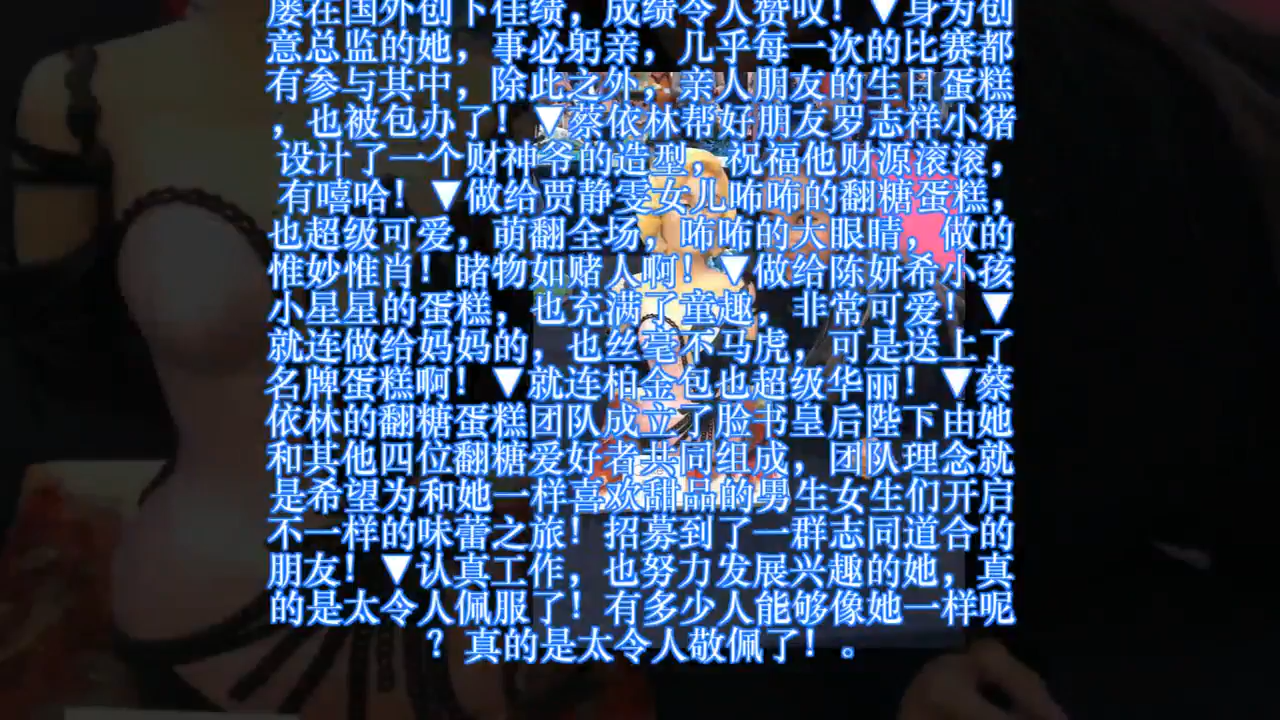 屡在国外创下佳绩，成绩令人赞叹！▼身为创
意总监的她，事必躬亲，几乎每一次的比赛都
有参与其中，除此之外，亲人朋友的生日蛋糕
，也被包办了！▼蔡依林帮好朋友罗志祥小猪
设计了一个财神爷的造型，祝福他财源滚滚，
有嘻哈！▼做给贾静雯女儿咘咘的翻糖蛋糕，
也超级可爱，萌翻全场，咘咘的大眼睛，做的
惟妙惟肖！睹物如赌人啊！▼做给陈妍希小孩
小星星的蛋糕，也充满了童趣，非常可爱！▼
就连做给妈妈的，也丝毫不马虎，可是送上了
名牌蛋糕啊！▼就连柏金包也超级华丽！▼蔡
依林的翻糖蛋糕团队成立了脸书皇后陛下由她
和其他四位翻糖爱好者共同组成，团队理念就
是希望为和她一样喜欢甜品的男生女生们开启
不一样的味蕾之旅！招募到了一群志同道合的
朋友！▼认真工作，也努力发展兴趣的她，真
的是太令人佩服了！有多少人能够像她一样呢
？真的是太令人敬佩了！。